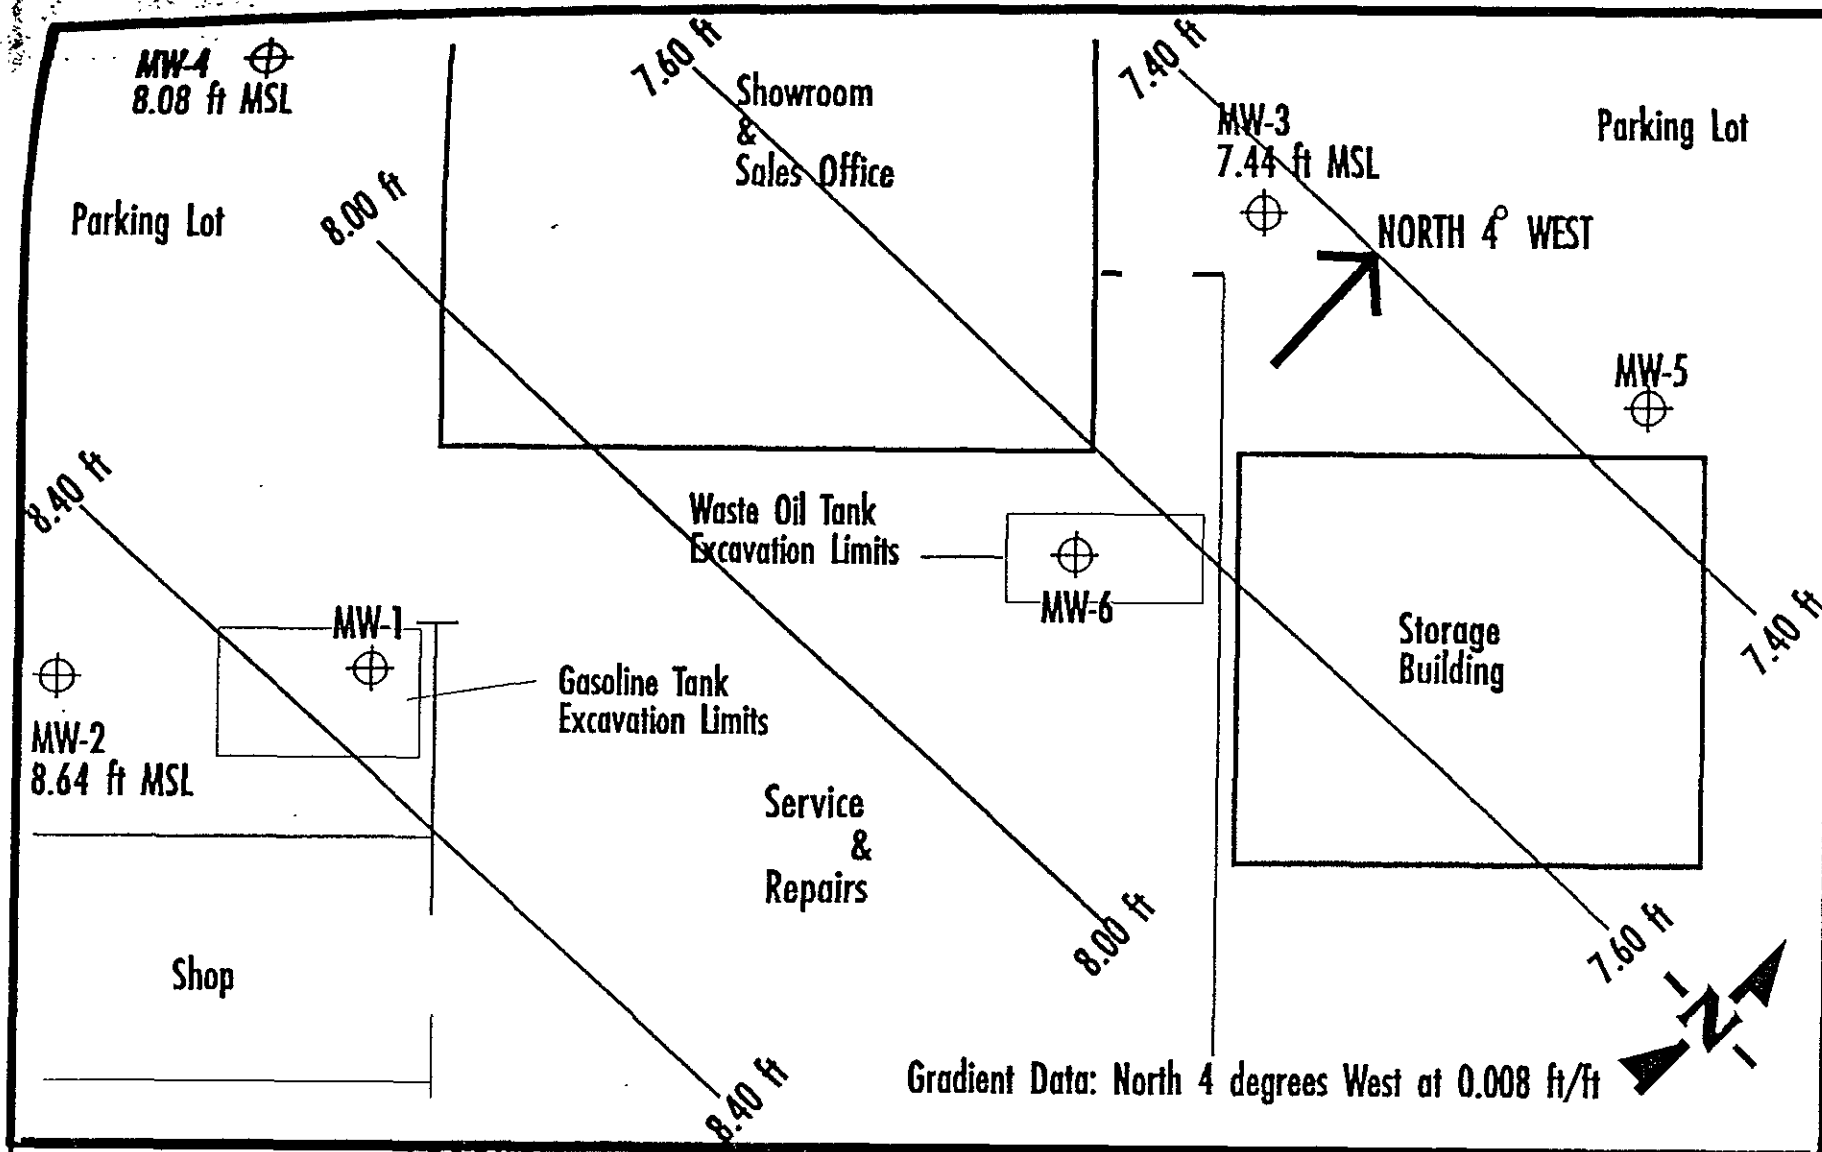 MW-4
8.08 ft MSL
7.60 ft
Showroom
&
Sales Office
7.40 ft
MW-3
7.44 ft MSL
Parking Lot
Parking Lot
8.00 ft
NORTH 4° WEST
MW-5
8.40 ft
Waste Oil Tank
Excavation Limits
MW-6
MW-1
Gasoline Tank
Excavation Limits
Storage
Building
7.40 ft
MW-2
8.64 ft MSL
Service
&
Repairs
8.00 ft
7.60 ft
Shop
N
Gradient Data: North 4 degrees West at 0.008 ft/ft
8.40 ft